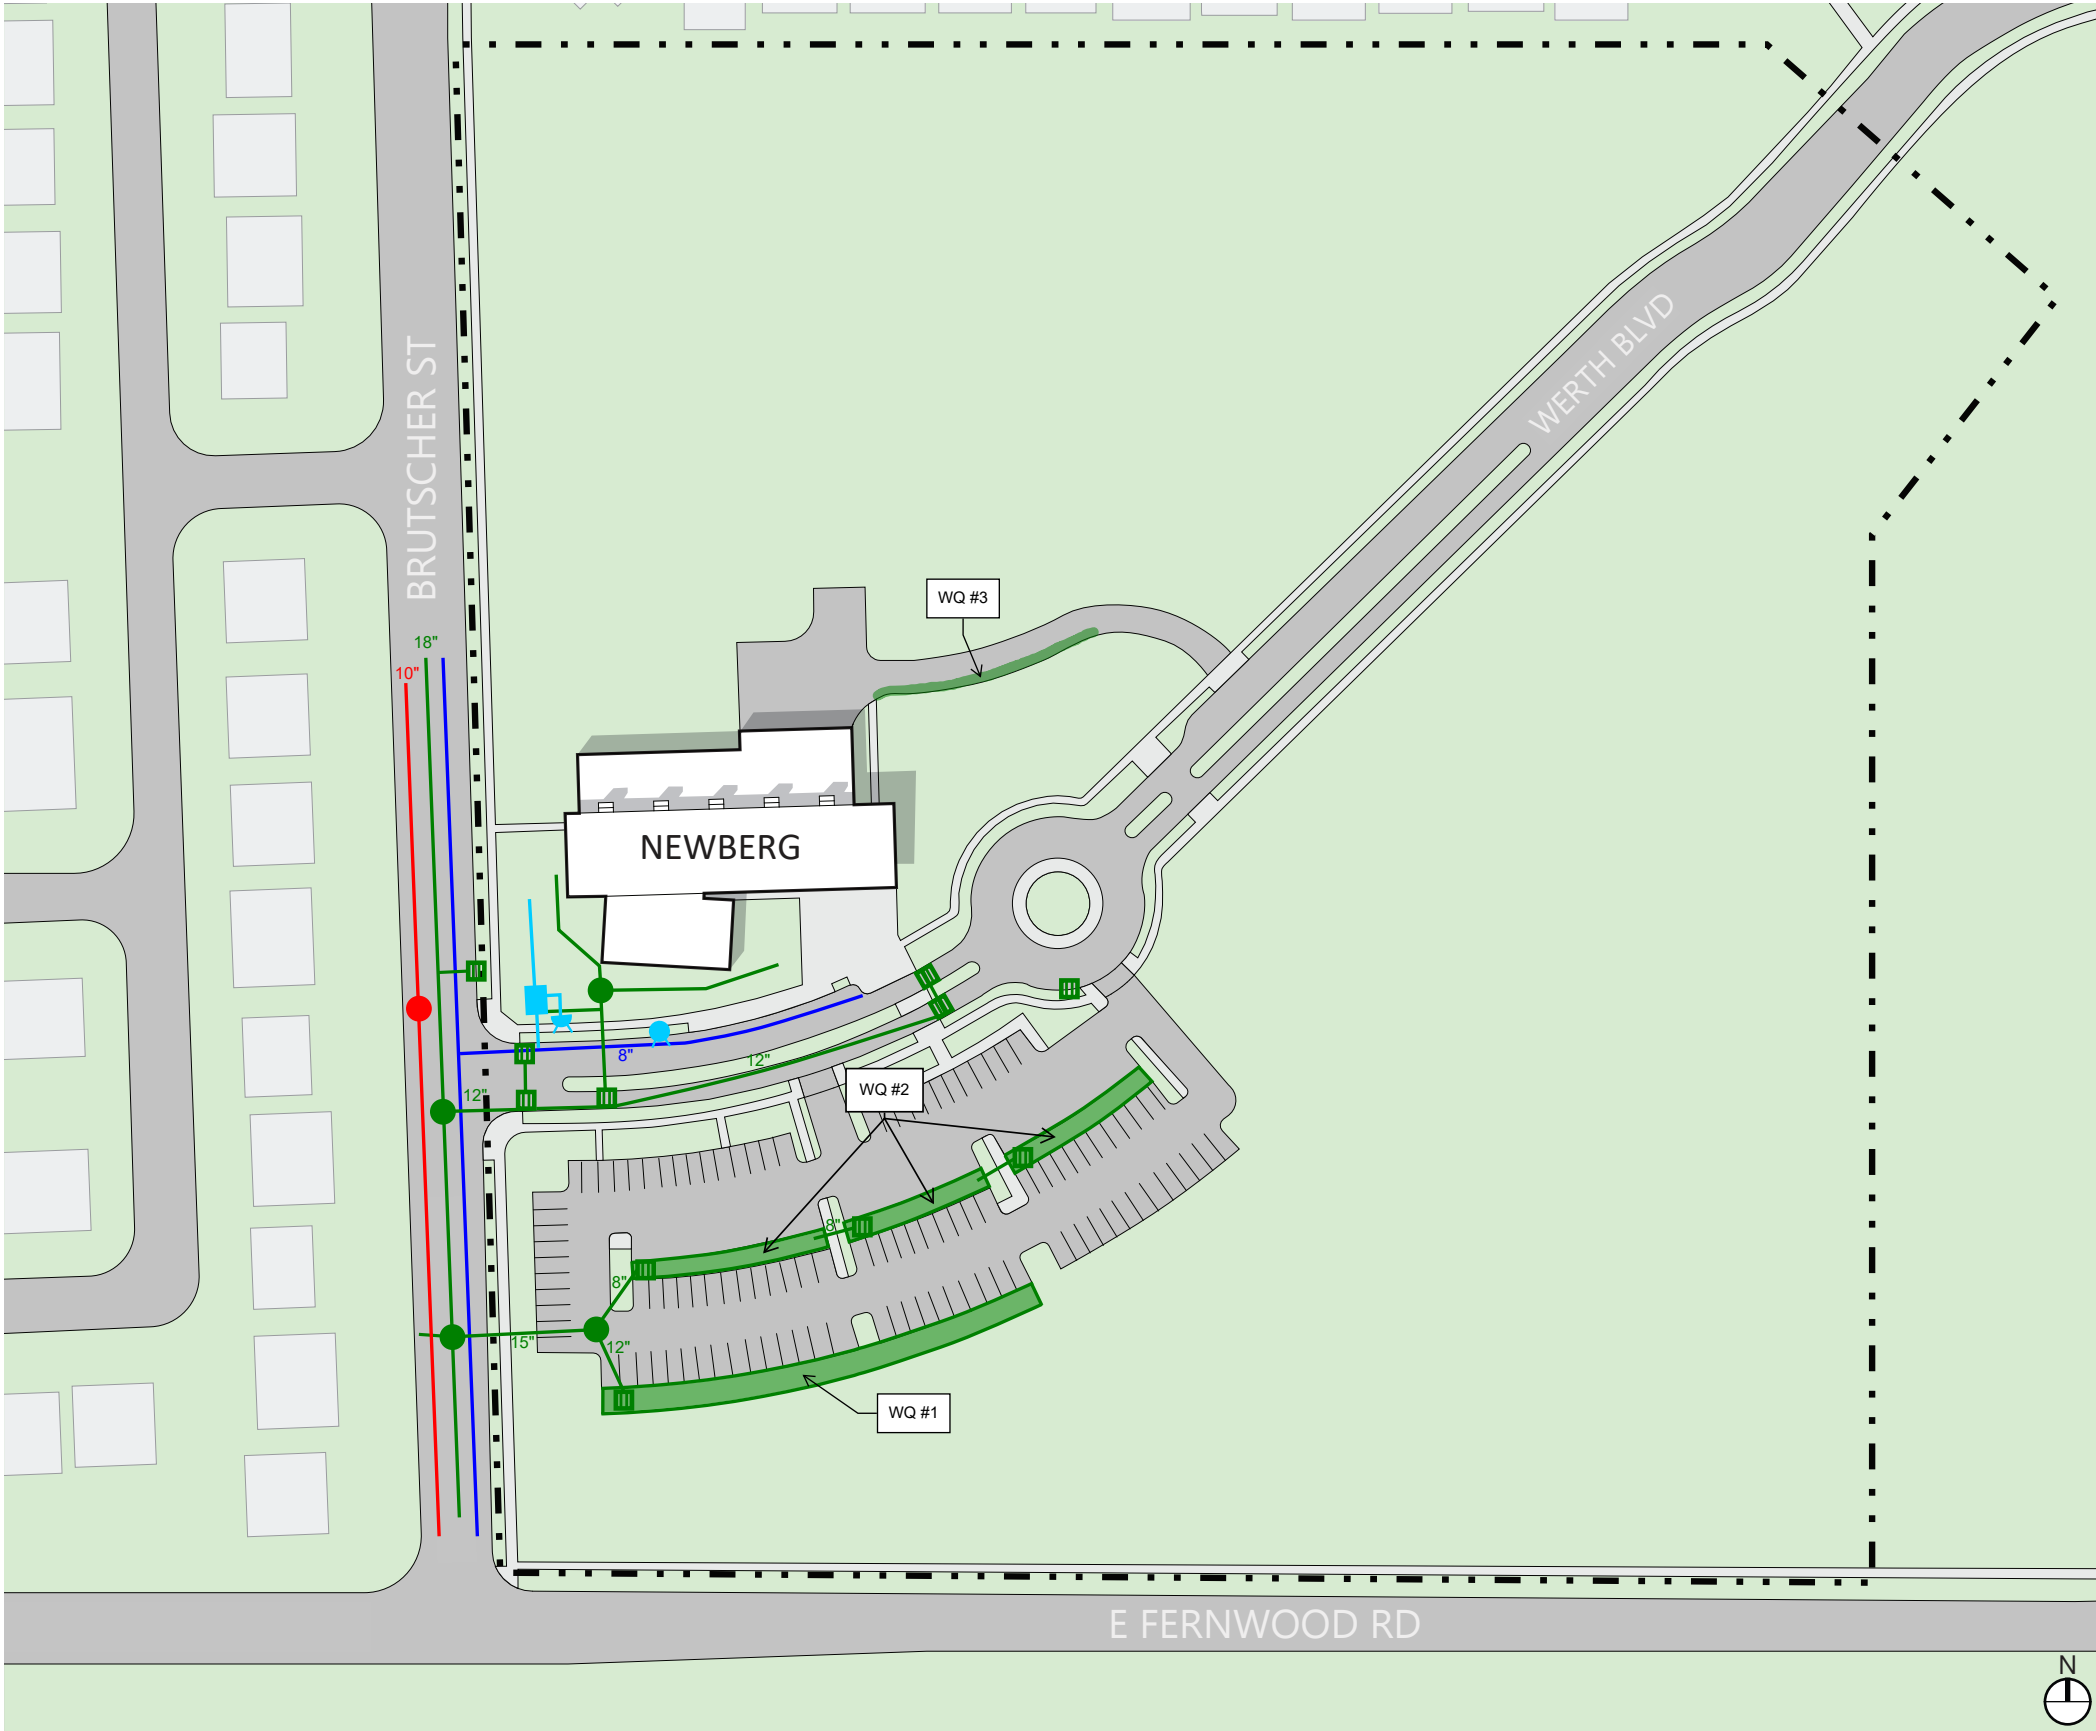 BRUTSCHER ST
WERTH BLVD
WQ #3
18"
10"
NEWBERG
8"
12"
12"
WQ #2
8"
8"
15"
12"
WQ #1
E FERNWOOD RD
N